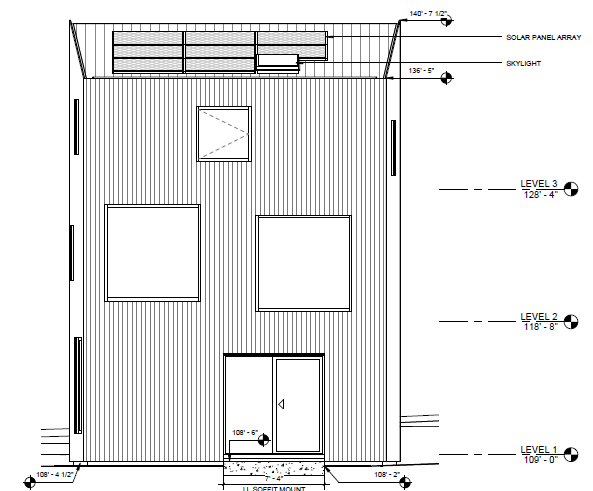 140' - 7 1/2"
SOLAR PANEL ARRAY
SKYLIGHT
136' - 5"
LEVEL 3
128' - 4"
LEVEL 2
118' - 8"
108' - 6"
LEVEL 1
109' - 0"
108' - 4 1/2"
7' - 4"
108' - 2"
SOFFIT MOUNT